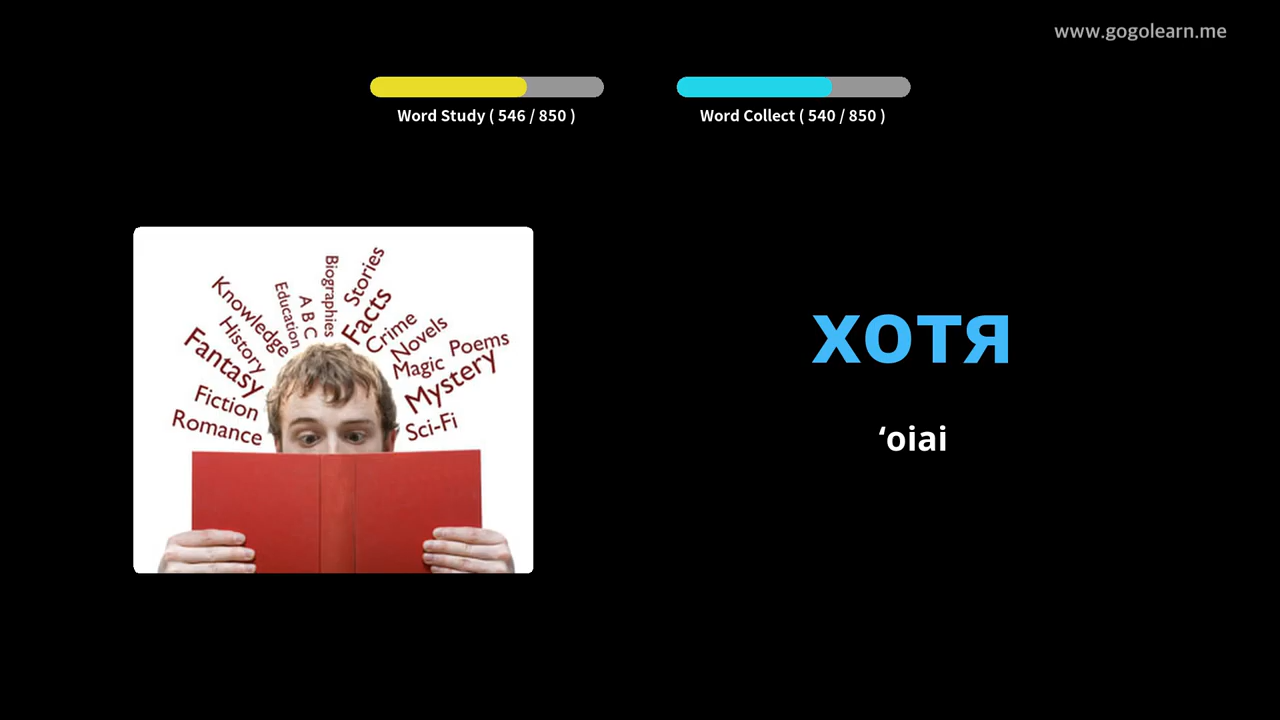 www.gogolearn.me
Word Study ( 546 / 850 )
Word Collect ( 540 / 850 )
Biographies
Stories
Education
A B C
Facts
Knowledge
Crime
History
Novels
Poems
Fantasy
Magic
Mystery
Fiction
Romance
Sci-Fi
хотя
ʻoiai